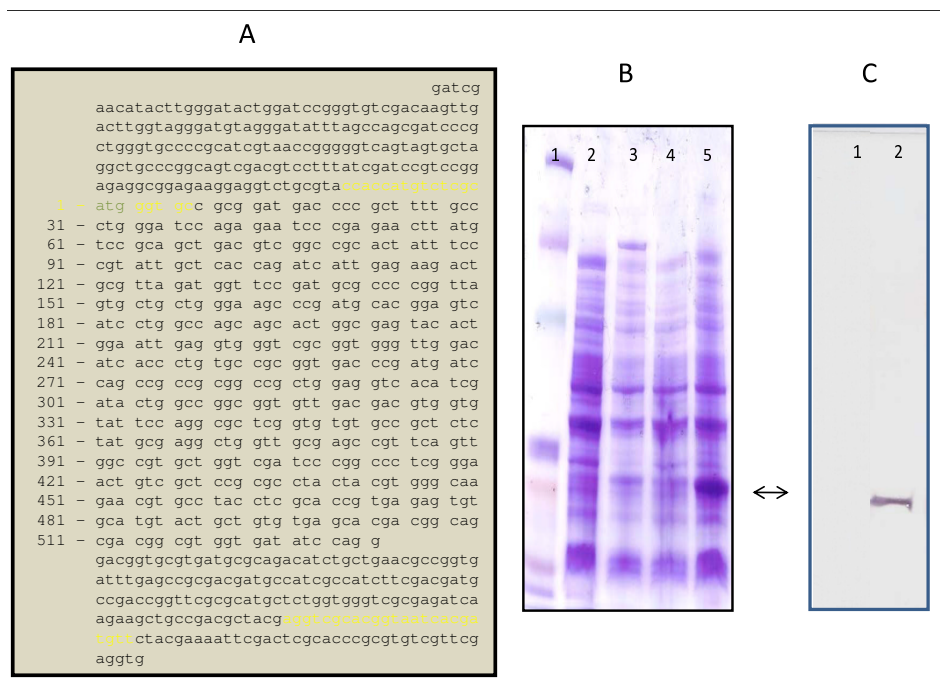 A
B
C
gatcg
aacatacttgggatactggatccgggtgtcgacaagttg
acttggtagggatgtagggatatttagccagcgatcccg
ctgggtgccccgcatcgtaaccgggggtcagtagtgcta
ggctgcccggcagtcgacgtcctttatcgatccgtccgg
agaggcggagaaggaggtctgcgta
1 atg ggt gcc gcg gat gac ccc gct ttt gcc
31 - ctg gga tcc aga gaa tcc cga gaa ctt atg
61 - tcc gca gct gac gtc ggc cgc act att tcc
91 - cgt att gct cac cag atc att gag aag act
121 - gcg tta gat ggt tcc gat gcg ccc cgg tta
151 - gtg ctg ctg gga agc ccg atg cac gga gtc
181 - atc ctg gcc agc agc act ggc gag tac act
211 - gga att gag gtg ggt cgc ggt ggg ttg gac
241 - atc acc ctg tgc cgc ggt gac ccg atg atc
271 - cag ccg ccg cgg ccg ctg gag gtc aca tcg
301 - ata ctg gcc ggc ggt gtt gac gac gtg gtg
331 - tat tcc agg cgc tcg gtg tgt gcc gct ctc
361 - tat gcg agg ctg gtt gcg agc cgt tca gtt
391 - ggc cgt gct ggt cga tcc cgg ccc tcg gga
421 - act gtc gct ccg cgc cta cta cgt ggg caa
451 - gaa cgt gcc tac ctc gca ccg tga gag tgt
481 - gca tgt act gct gtg tga gca cga cgg cag
511 - cga cgg cgt ggt gat atc cag g
gacggtgcgtgatgcgcagacatctgctgaacgccggtg
atttgagccgcgacgatgccatcgccatcttcgacgatg
ccgaccggttcgcgcatgctctggtgggtcgcgagatca
agaagctgccgacgctacg
ctacgaaaattcgactcgcacccgcgtgtcgttcg
aggtg
1 2 3 4 5
1 2